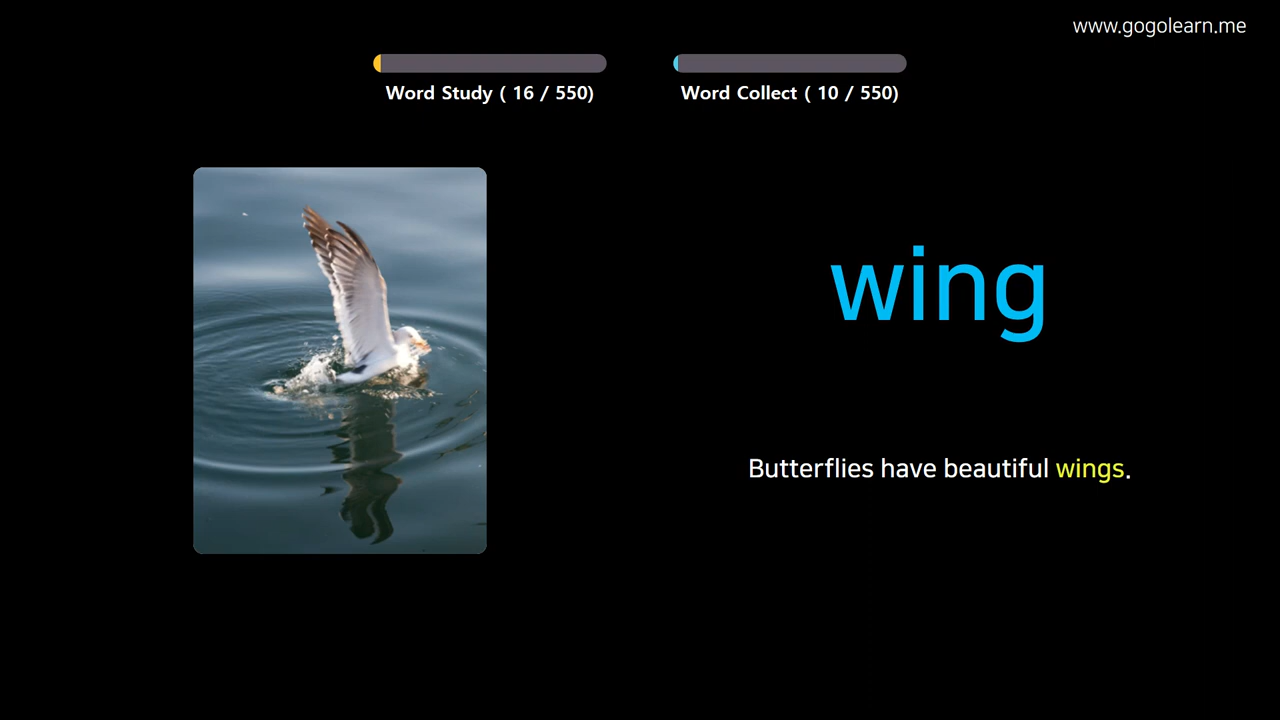 www.gogolearn.me
Word Study ( 16 / 550)
Word Collect ( 10 / 550)
wing
Butterflies have beautiful wings.